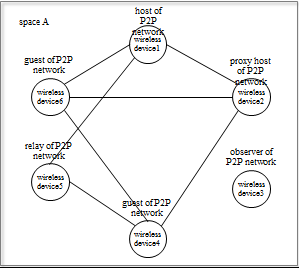 space A
host of
P2P
network
wireless
device1
guest of P2P
network
wireless
device6
proxy host
of P2P
network
wireless
device2
relay of P2P
network
wireless
device5
observer of
P2P network
wireless
device3
guest of P2P
network
wireless
device4